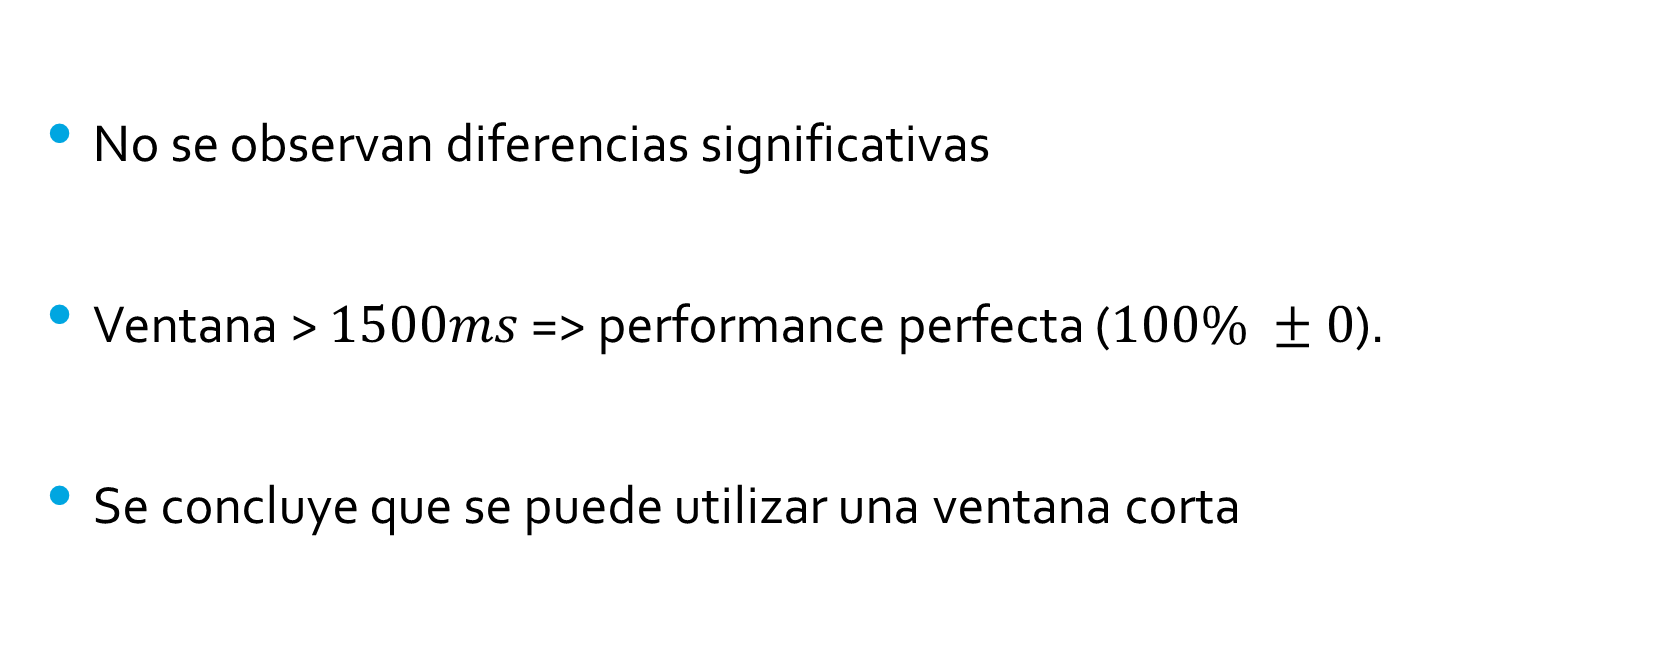 • No se observan diferencias significativas
• Ventana > 1500ms => performance perfecta (100% ± 0).
• Se concluye que se puede utilizar una ventana corta